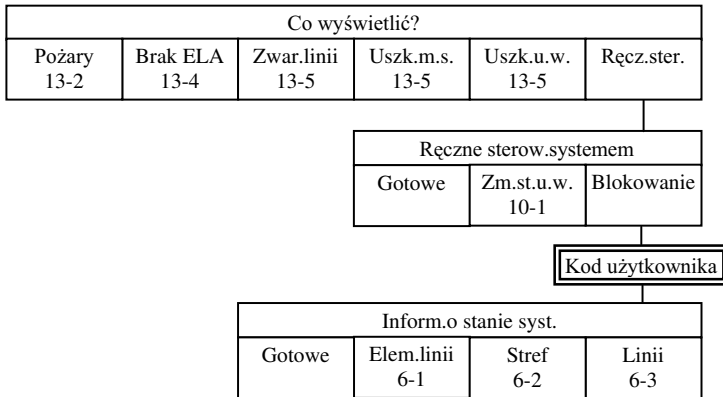 Co wyświetlić?
Pożary Brak ELA Zwar.linii Uszk.m.s. Uszk.u.w. Ręcz.ster.
13-2 13-4 13-5 13-5 13-5
Ręczne sterow.systemem
Gotowe Zm.st.u.w. Blokowanie
10-1
Kod użytkownika
Inform.o stanie syst.
Gotowe Elem.linii Stref Linii
6-1 6-2 6-3